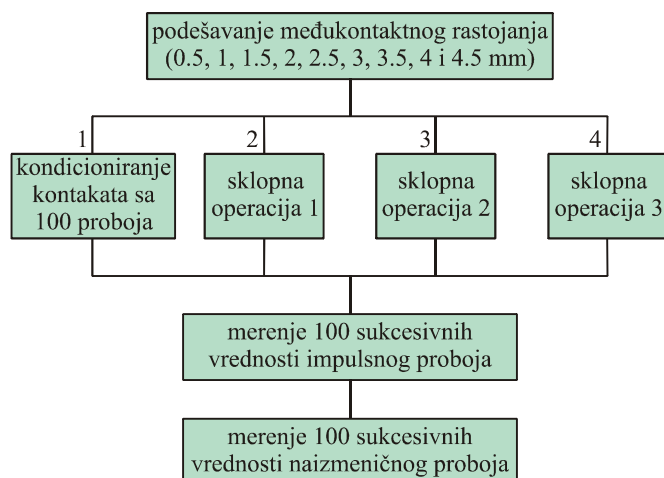 podešavanje međukontaktnog rastojanja
(0.5, 1, 1.5, 2, 2.5, 3, 3.5, 4 i 4.5 mm)
1
kondicioniranje
kontakata sa
100 proboja
2
sklopna
operacija 1
3
sklopna
operacija 2
4
sklopna
operacija 3
merenje 100 sukcesivnih
vrednosti impulsnog proboja
merenje 100 sukcesivnih
vrednosti naizmeničnog proboja